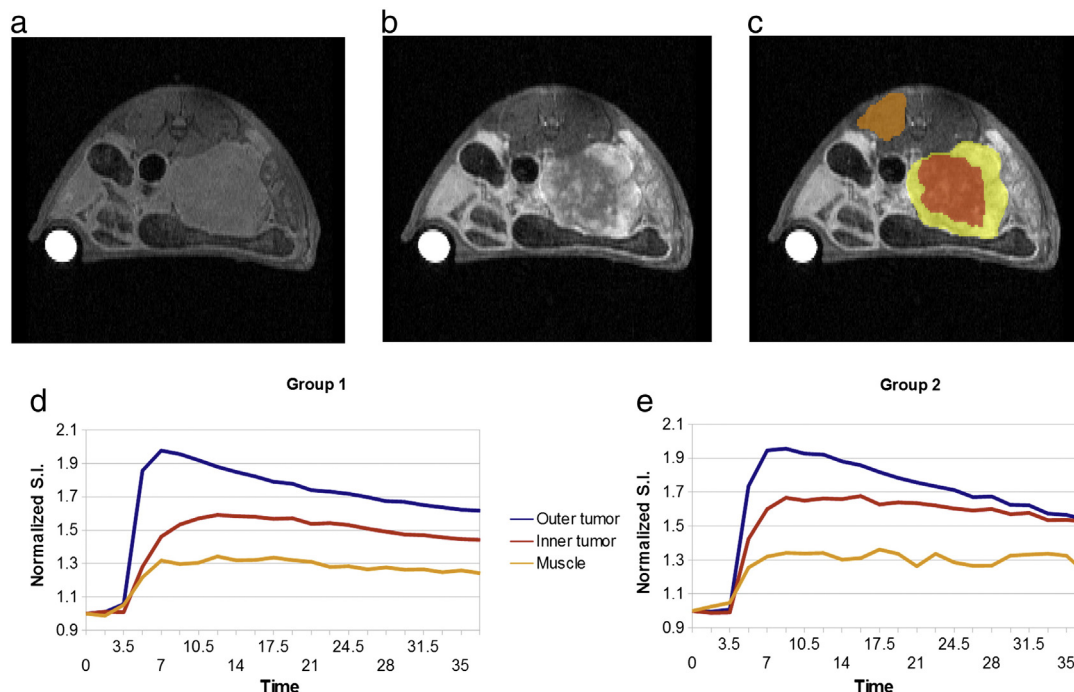 a
b
c
Group 1
d
Normalized S.I.
2.1
1.9
1.7
1.5
1.3
1.1
0.9
3.5 10.5 17.5 24.5 31.5
0 7 14 21 28 35
Time
Outer tumor
Inner tumor
Muscle
Group 2
e
Normalized S.I.
2.1
1.9
1.7
1.5
1.3
1.1
0.9
3.5 10.5 17.5 24.5 31.5
0 7 14 21 28 35
Time